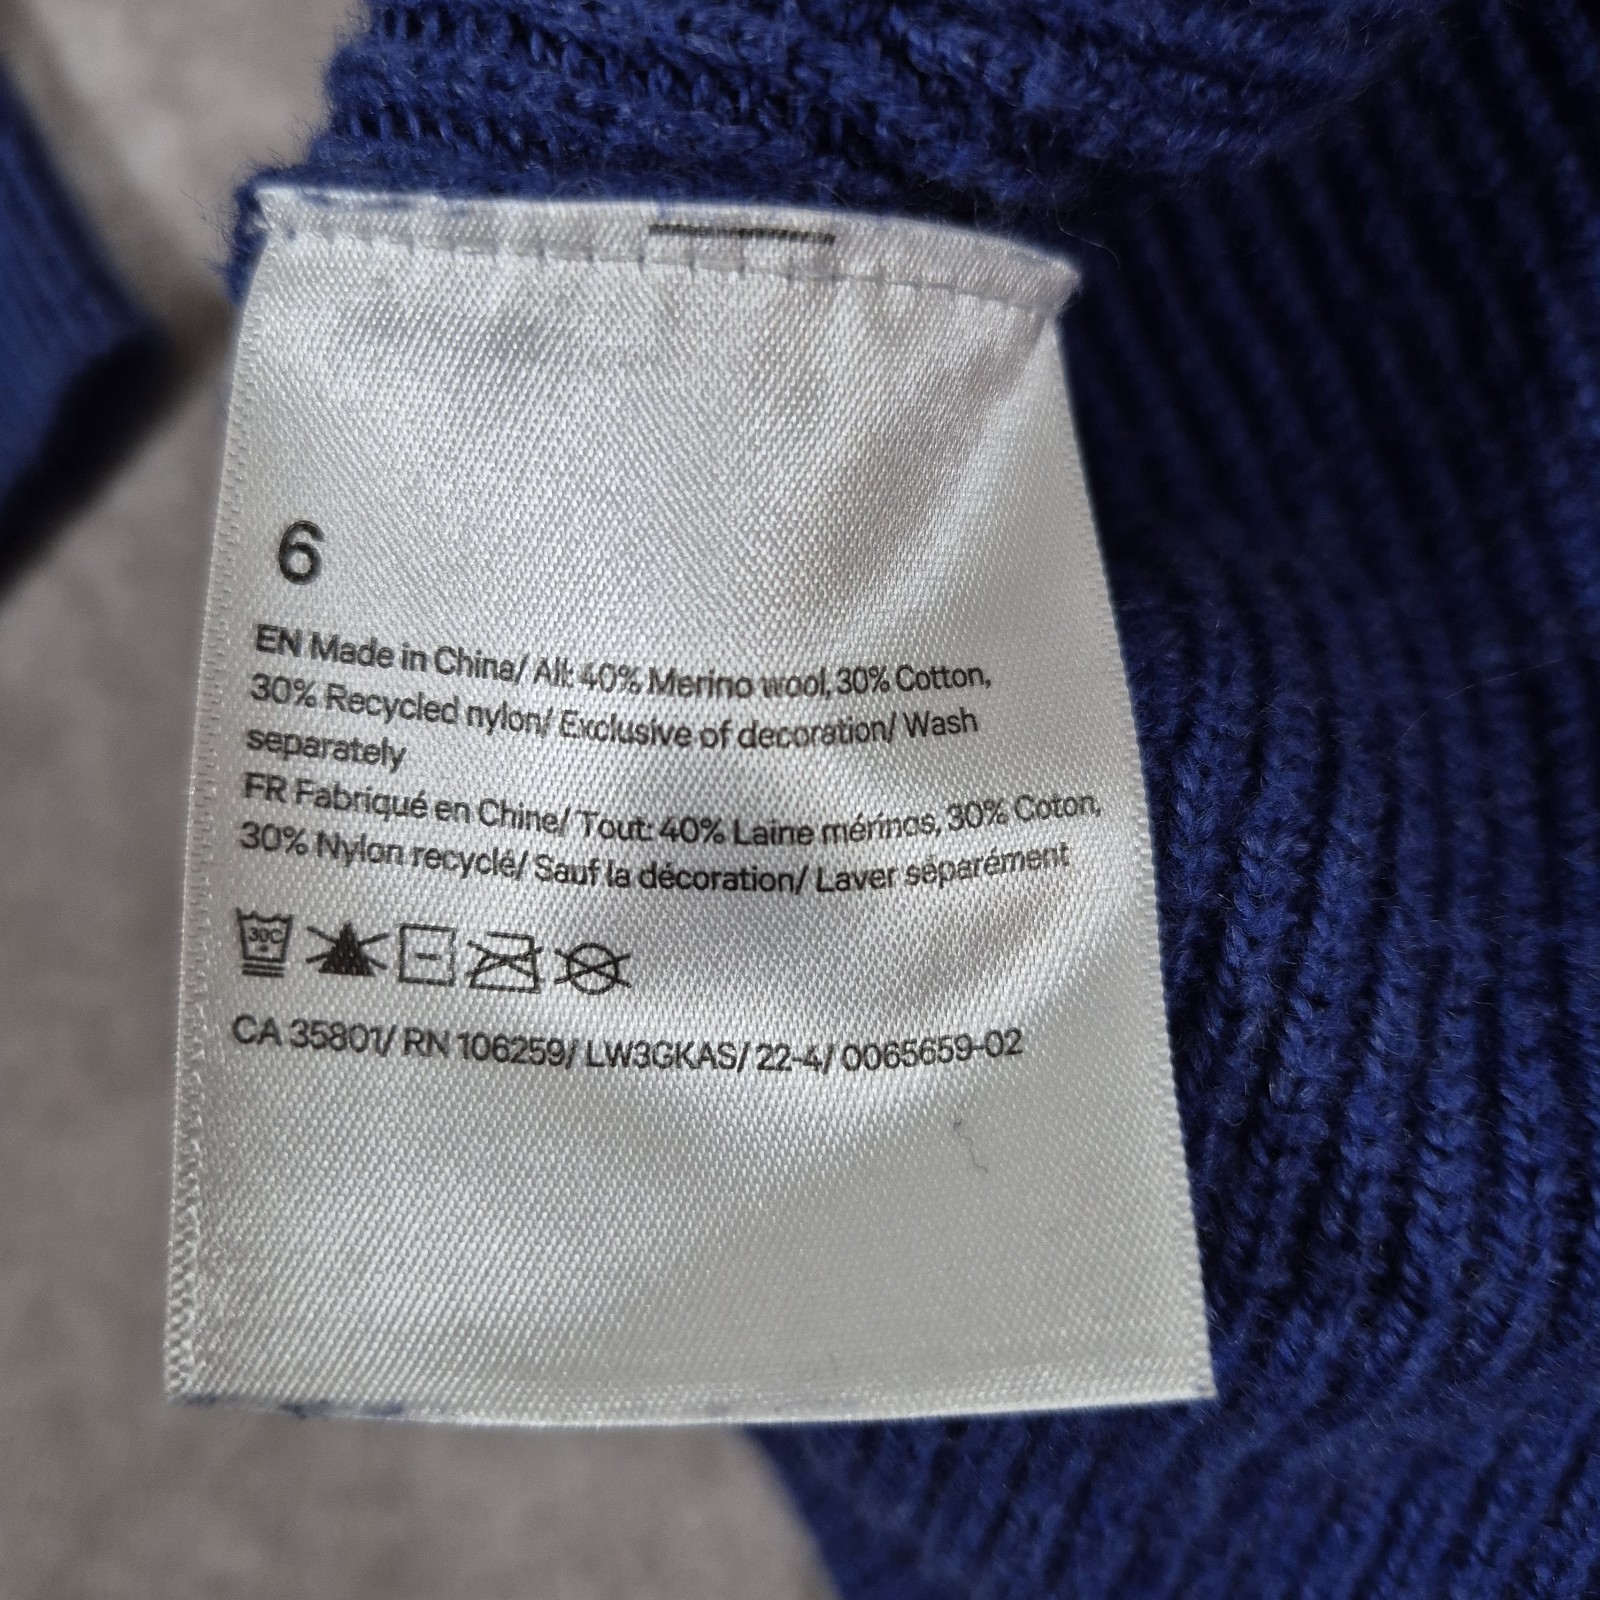 6
EN Made in China/ All: 40% Merino wool, 30% Cotton,
30% Recycled nylon/ Exclusive of decoration/ Wash
separately
FR Fabriqué en Chine/ Tout: 40% Laine mérinos, 30% Coton,
30% Nylon recyclé/ Sauf la décoration/ Laver séparément
30C
CA 35801/ RN 106259/ LW3GKAS/ 22-4/ 0065659-02